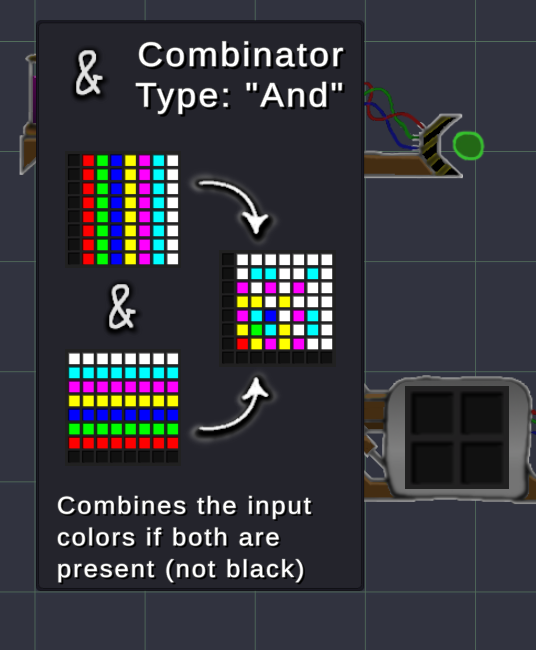 & Combinator
Type: "And"
&
Combines the input
colors if both are
present (not black)